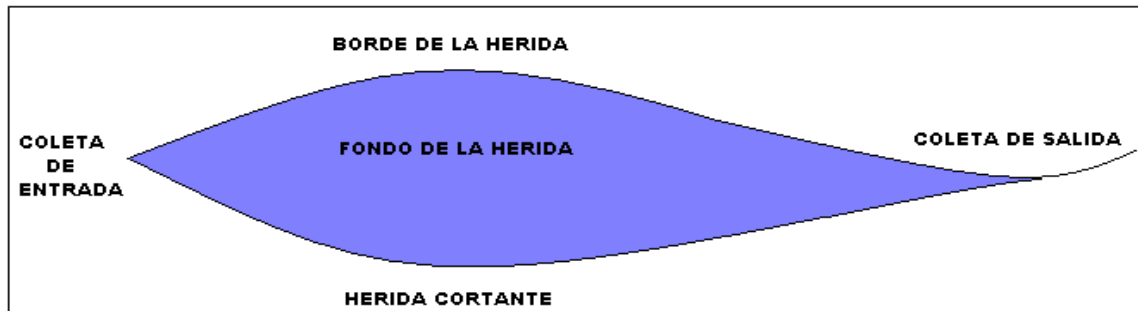 BORDE DE LA HERIDA
COLETA
DE
ENTRADA
FONDO DE LA HERIDA
COLETA DE SALIDA
HERIDA CORTANTE